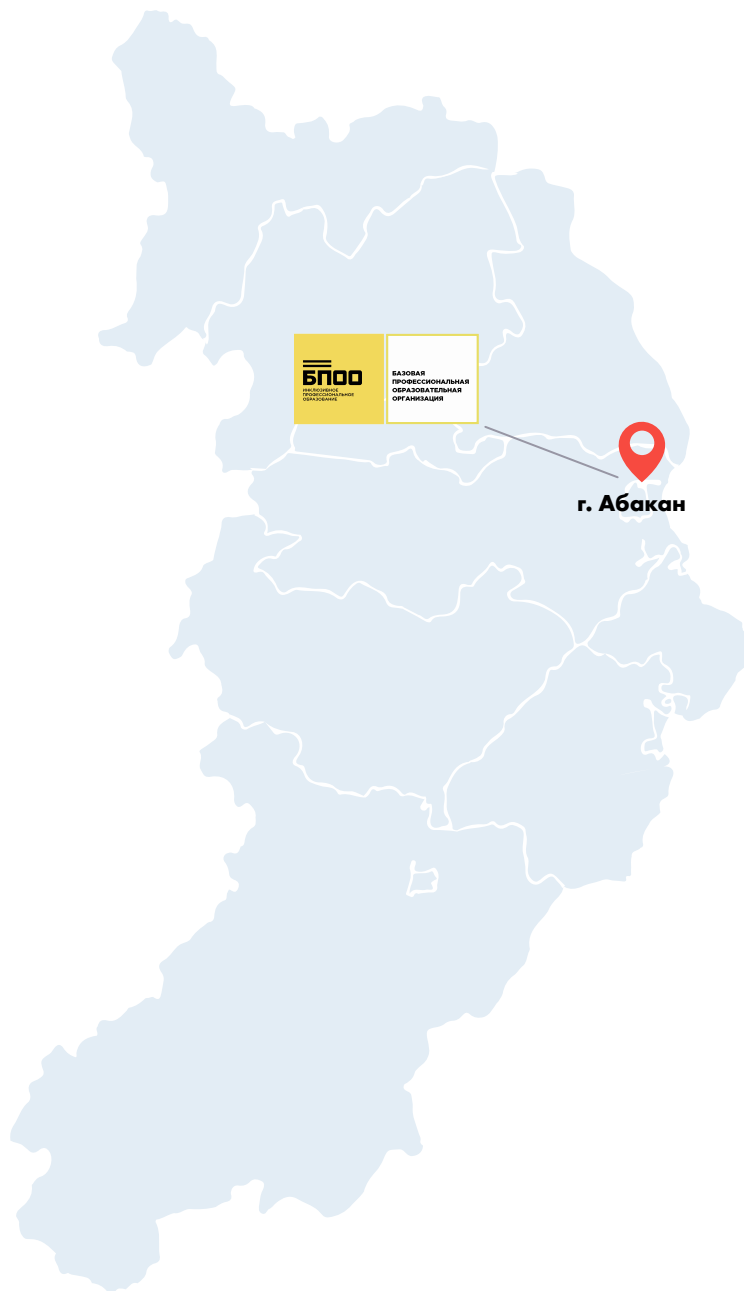 БПОО
ИНКЛЮЗИВНОЕ
ПРОФЕССИОНАЛЬНОЕ
ОБРАЗОВАНИЕ
БАЗОВАЯ
ПРОФЕССИОНАЛЬНАЯ
ОБРАЗОВАТЕЛЬНАЯ
ОРГАНИЗАЦИЯ
г. Абакан